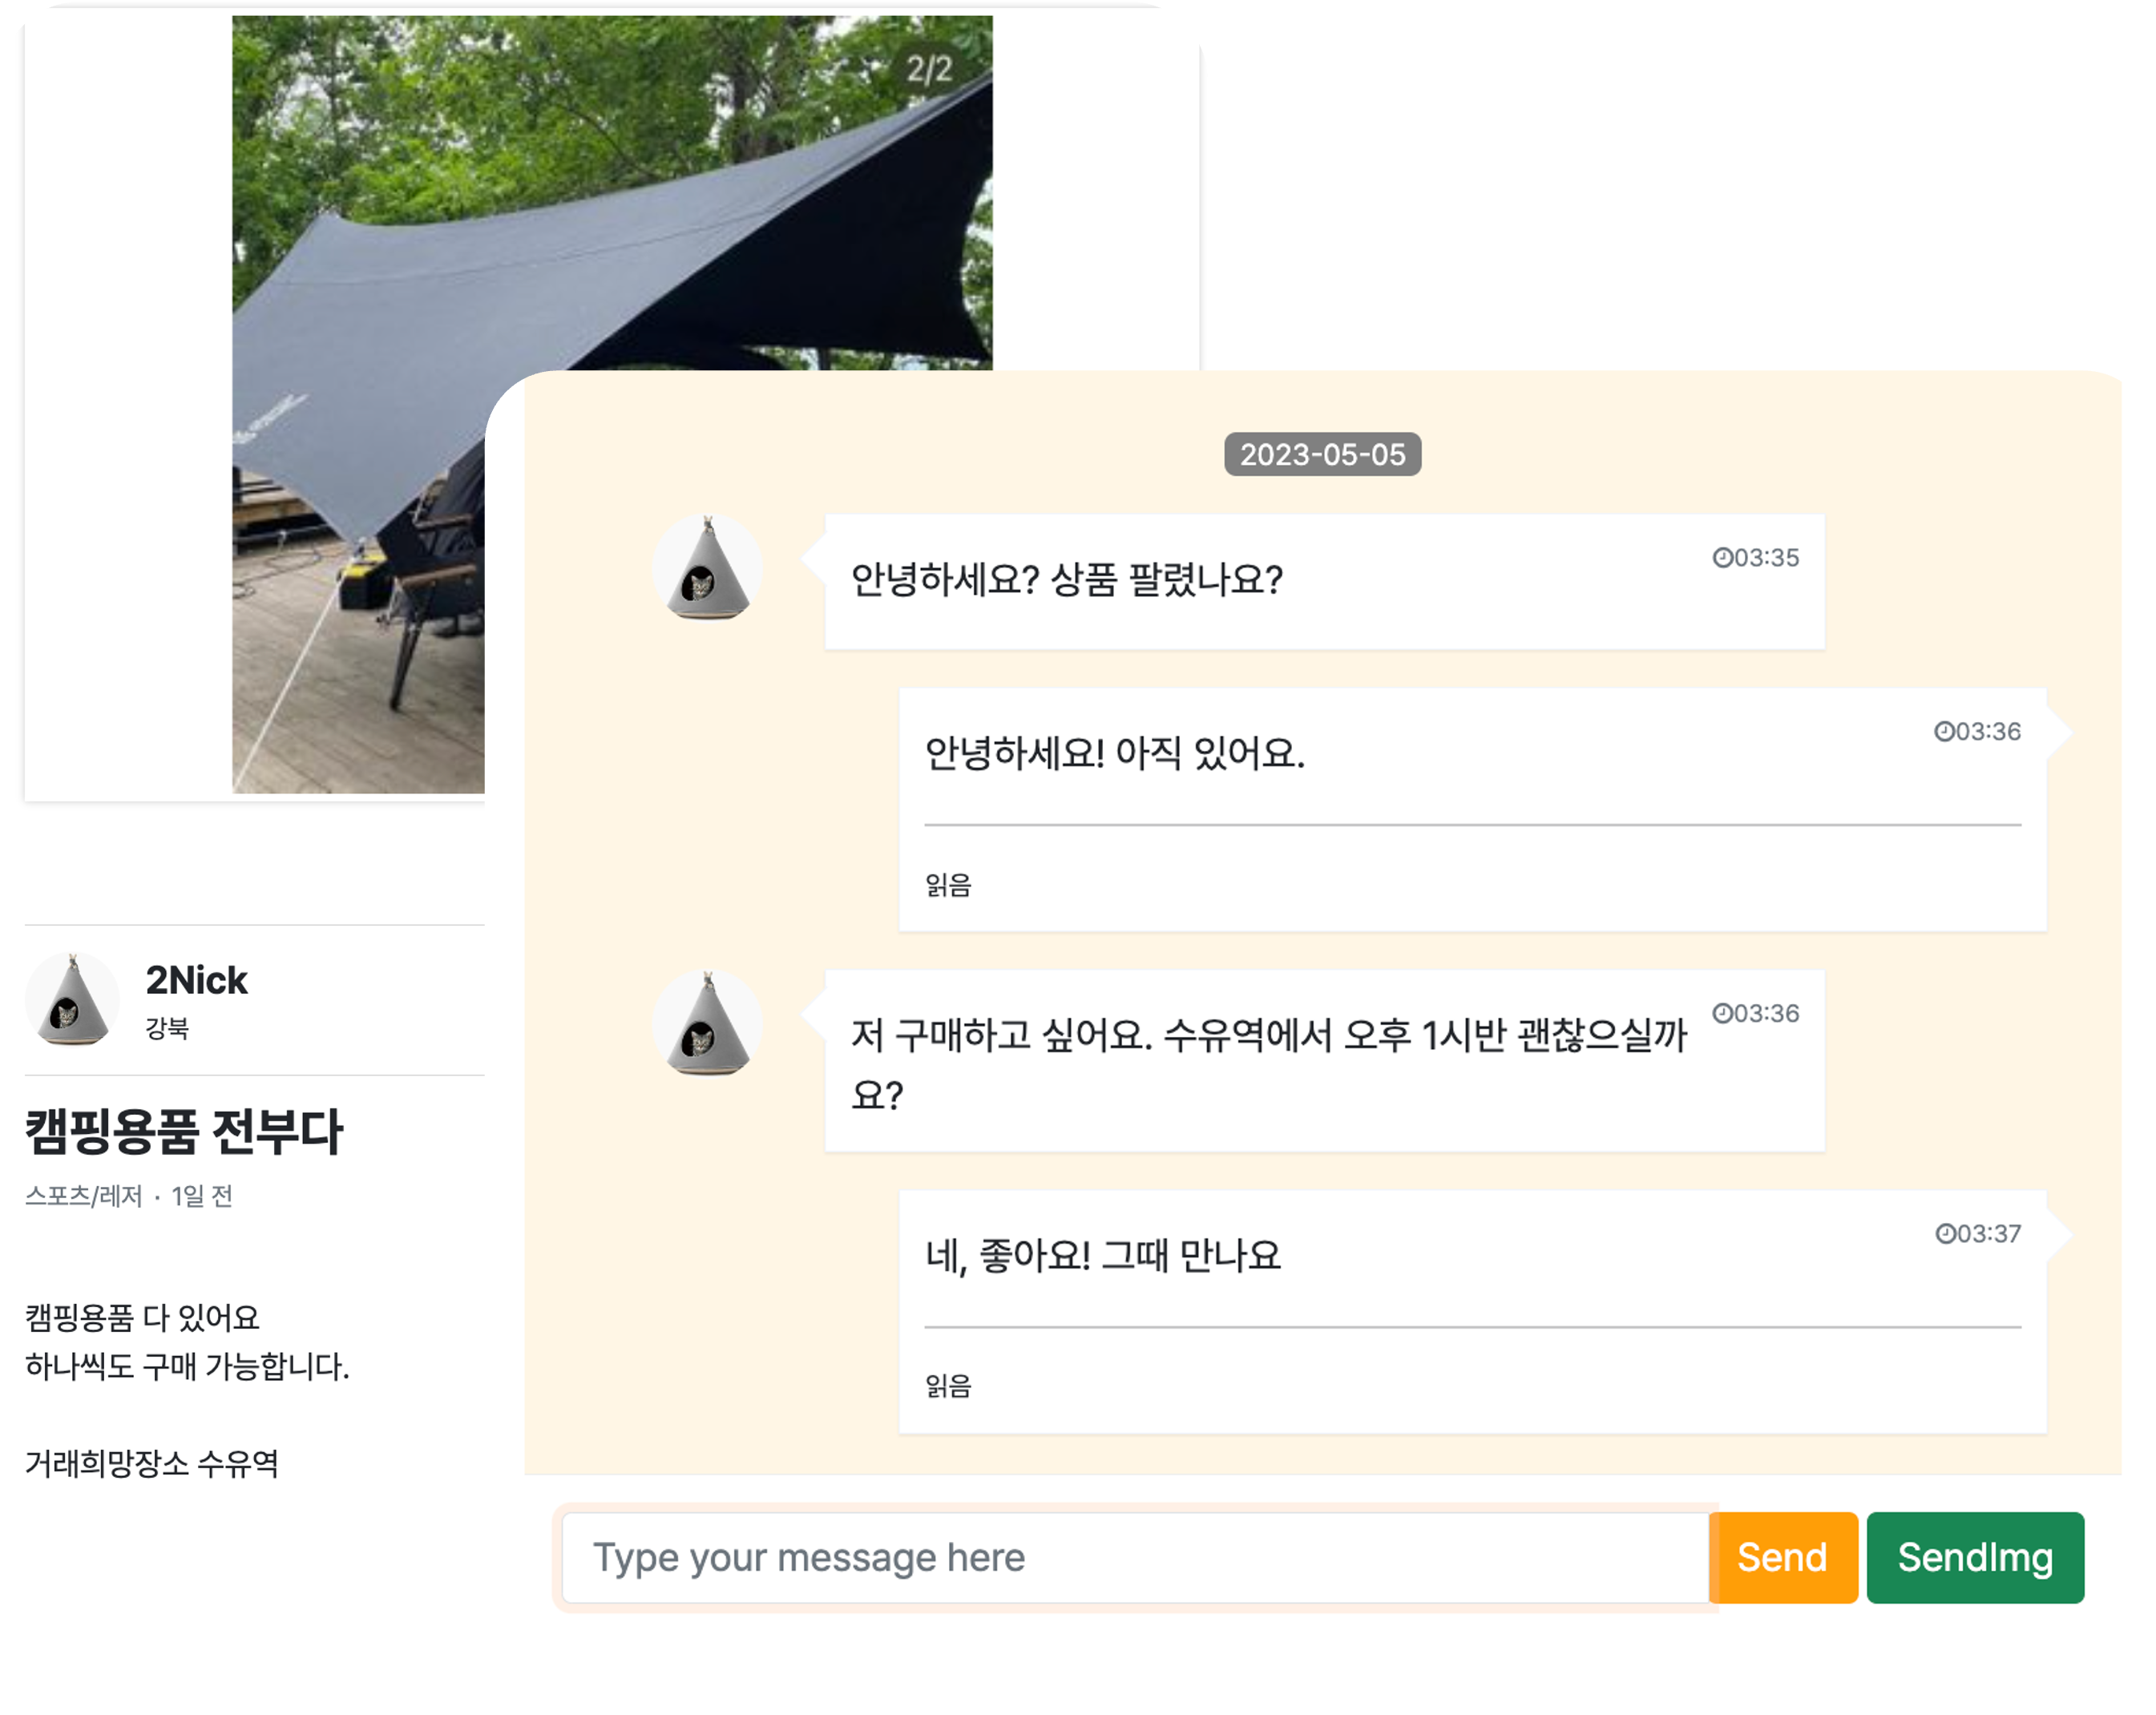 2/2
2Nick
강북
캠핑용품 전부다
스포츠/레저 · 1일 전
캠핑용품 다 있어요
하나씩도 구매 가능합니다.
거래희망장소 수유역
2023-05-05
안녕하세요? 상품 팔렸나요?
03:35
안녕하세요! 아직 있어요.
03:36
읽음
저 구매하고 싶어요. 수유역에서 오후 1시반 괜찮으실까
요?
03:36
네, 좋아요! 그때 만나요
03:37
읽음
Type your message here
Send
SendImg